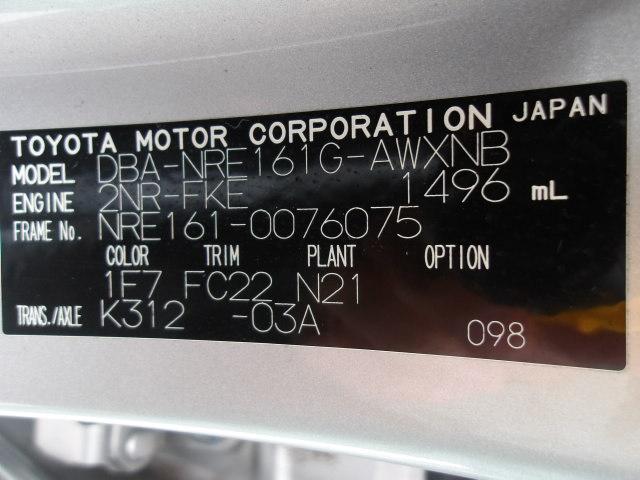 TOYOTA MOTOR CORPORATION JAPAN
MODEL DBA-NRE161G-AWXNB
ENGINE 2NR-FKE 1496 mL
FRAME No. NRE161-0076075
COLOR TRIM PLANT OPTION
1F7 FC22 N21
TRANS./AXLE K312 -03A
098